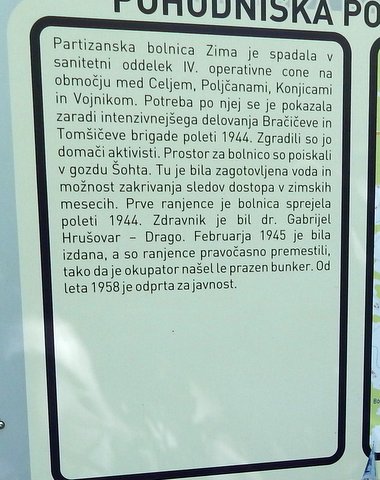 POHODNIŠKA PO
Partizanska bolnica Zima je spadala v
sanitetni oddelek IV. operativne cone na
območju med Celjem, Poljčanami, Konjicami
in Vojnikom. Potreba po njej se je pokazala
zaradi intenzivnejšega delovanja Bračičeve in
Tomšičeve brigade poleti 1944. Zgradili so jo
domači aktivisti. Prostor za bolnico so poiskali
v gozdu Šohta. Tu je bila zagotovljena voda in
možnost zakrivanja sledov dostopa v zimskih
mesecih. Prve ranjence je bolnica sprejela
poleti 1944. Zdravnik je bil dr. Gabrijel
Hrušovar – Drago. Februarja 1945 je bila
izdana, a so ranjence pravočasno premestili,
tako da je okupator našel le prazen bunker. Od
leta 1958 je odprta za javnost.